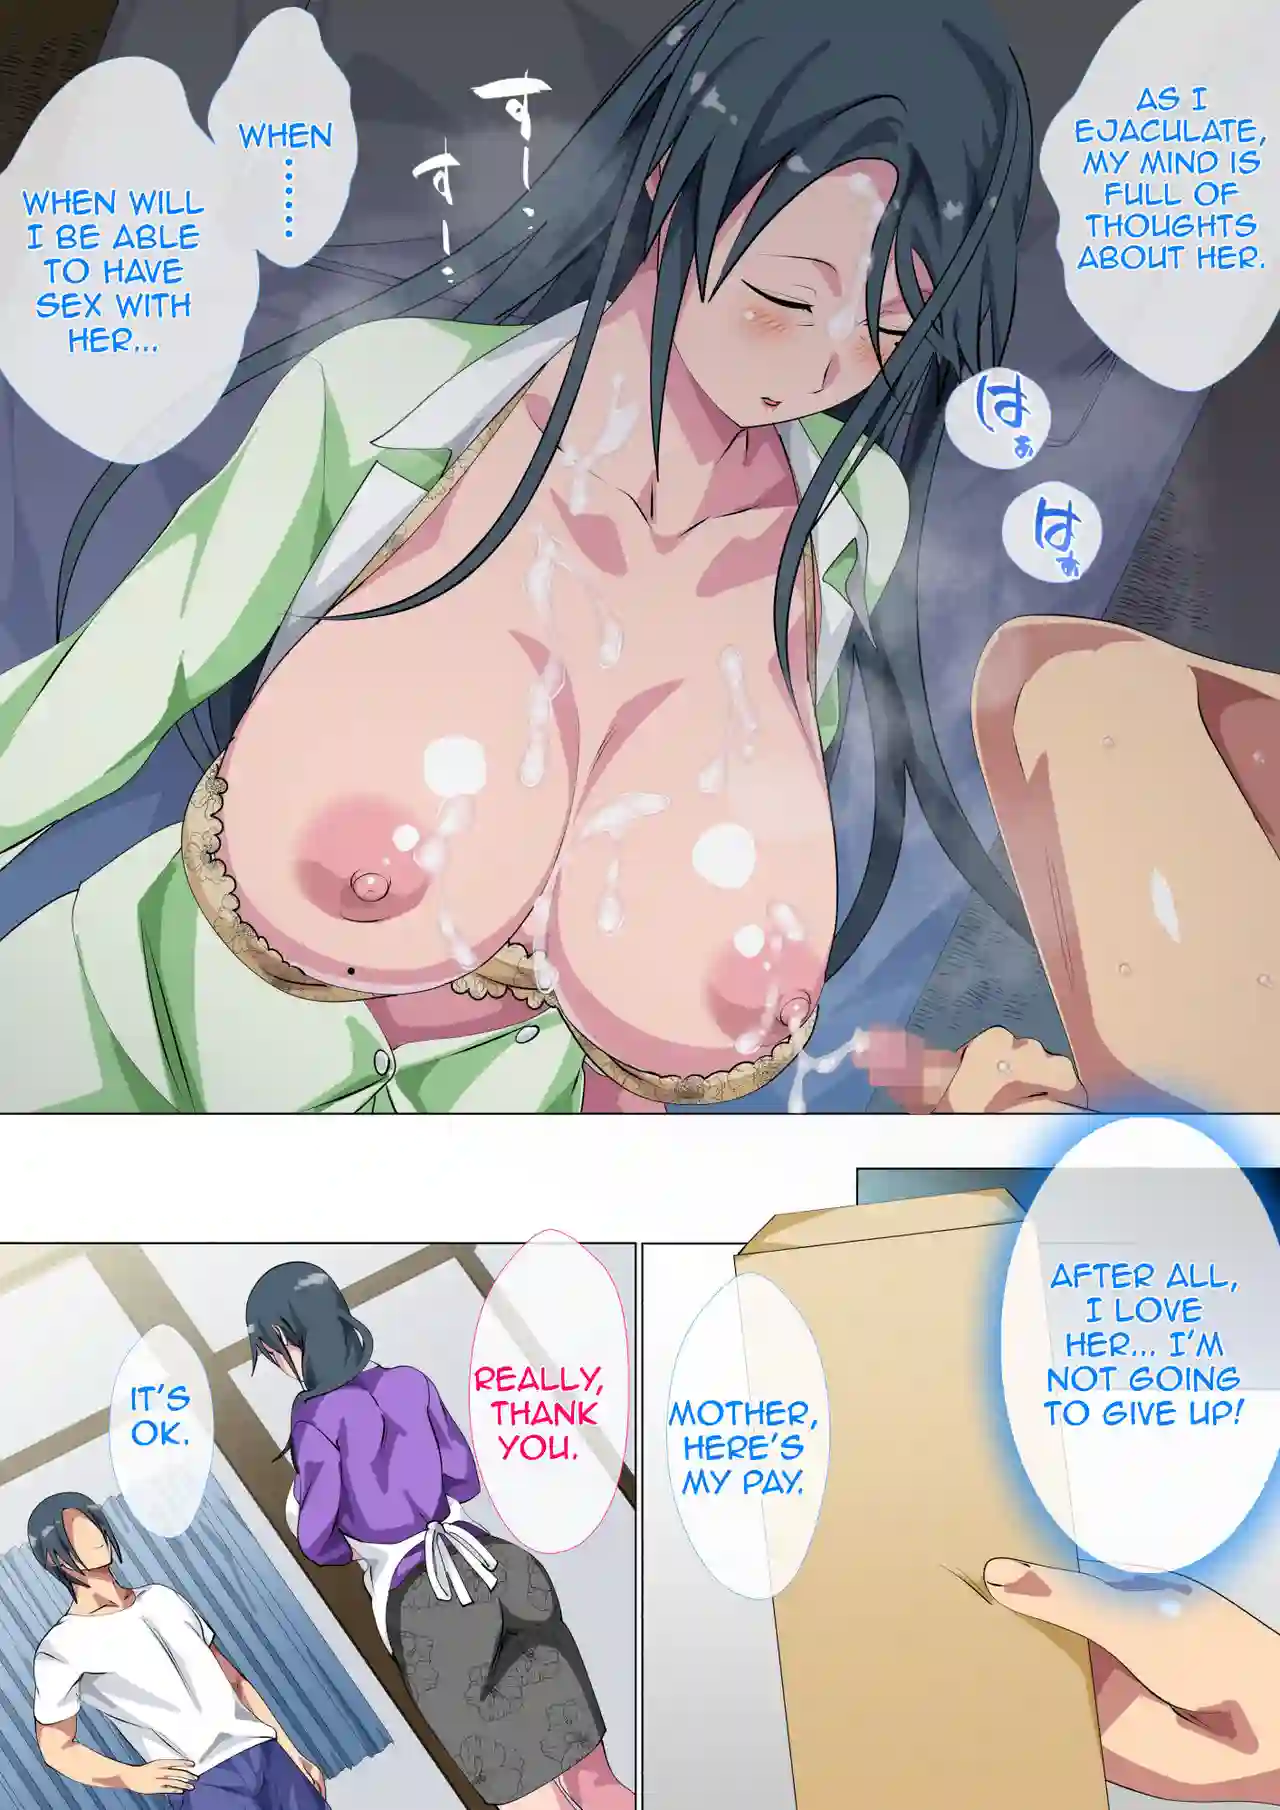 AS I
EJACULATE,
MY MIND IS
FULL OF
THOUGHTS
ABOUT HER.
WHEN
......
WHEN WILL
I BE ABLE
TO HAVE
SEX WITH
HER...
すー
すー
はぁ
はぁ
AFTER ALL,
I LOVE
HER... I'M
NOT GOING
TO GIVE UP!
MOTHER,
HERE'S
MY PAY.
REALLY,
THANK
YOU.
IT'S
OK.